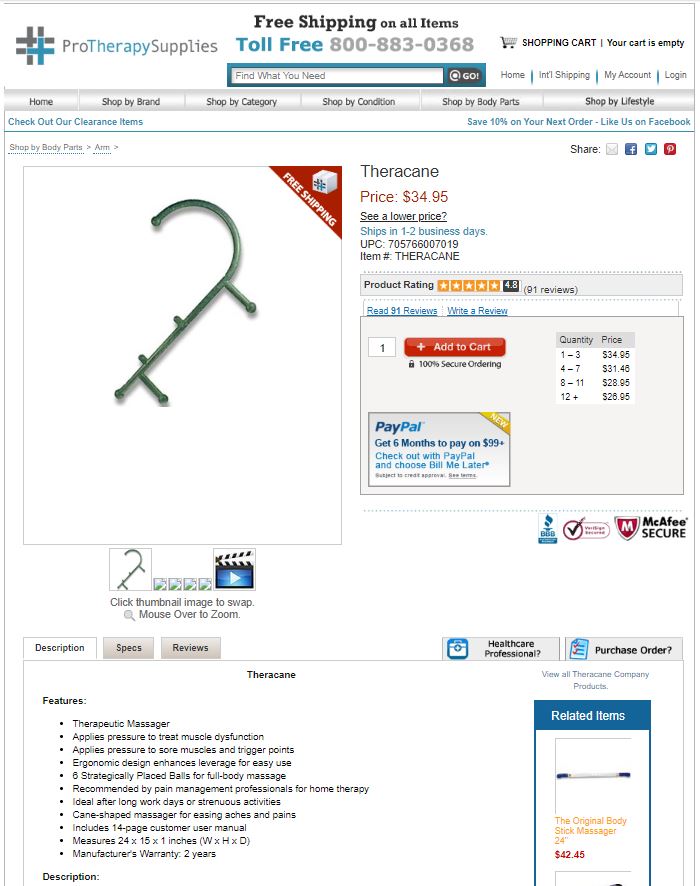 Free Shipping on all Items
ProTherapySupplies
Toll Free 800-883-0368
SHOPPING CART | Your cart is empty
Find What You Need
GO!
Home | Int'l Shipping | My Account | Login
Home
Shop by Brand
Shop by Category
Shop by Condition
Shop by Body Parts
Shop by Lifestyle
Check Out Our Clearance Items
Save 10% on Your Next Order - Like Us on Facebook
Shop by Body Parts > Arm >
Share:
FREE SHIPPING
Theracane
Price: $34.95
See a lower price?
Ships in 1-2 business days.
UPC: 705766007019
Item #: THERACANE
Product Rating 4.8 (91 reviews)
Read 91 Reviews | Write a Review
1
+ Add to Cart
100% Secure Ordering
Quantity Price
1 – 3 $34.95
4 – 7 $31.46
8 – 11 $28.95
12 + $26.95
NEW
PayPal
Get 6 Months to pay on $99+
Check out with PayPal
and choose Bill Me Later®
Subject to credit approval. See terms.
BBB
VeriSign
Secured
McAfee
SECURE
Click thumbnail image to swap.
Mouse Over to Zoom.
Description
Specs
Reviews
Healthcare
Professional?
Purchase Order?
Theracane
View all Theracane Company
Products.
Features:
• Therapeutic Massager
• Applies pressure to treat muscle dysfunction
• Applies pressure to sore muscles and trigger points
• Ergonomic design enhances leverage for easy use
• 6 Strategically Placed Balls for full-body massage
• Recommended by pain management professionals for home therapy
• Ideal after long work days or strenuous activities
• Cane-shaped massager for easing aches and pains
• Includes 14-page customer user manual
• Measures 24 x 15 x 1 inches (W x H x D)
• Manufacturer's Warranty: 2 years
Description:
Related Items
The Original Body
Stick Massager
24"
$42.45